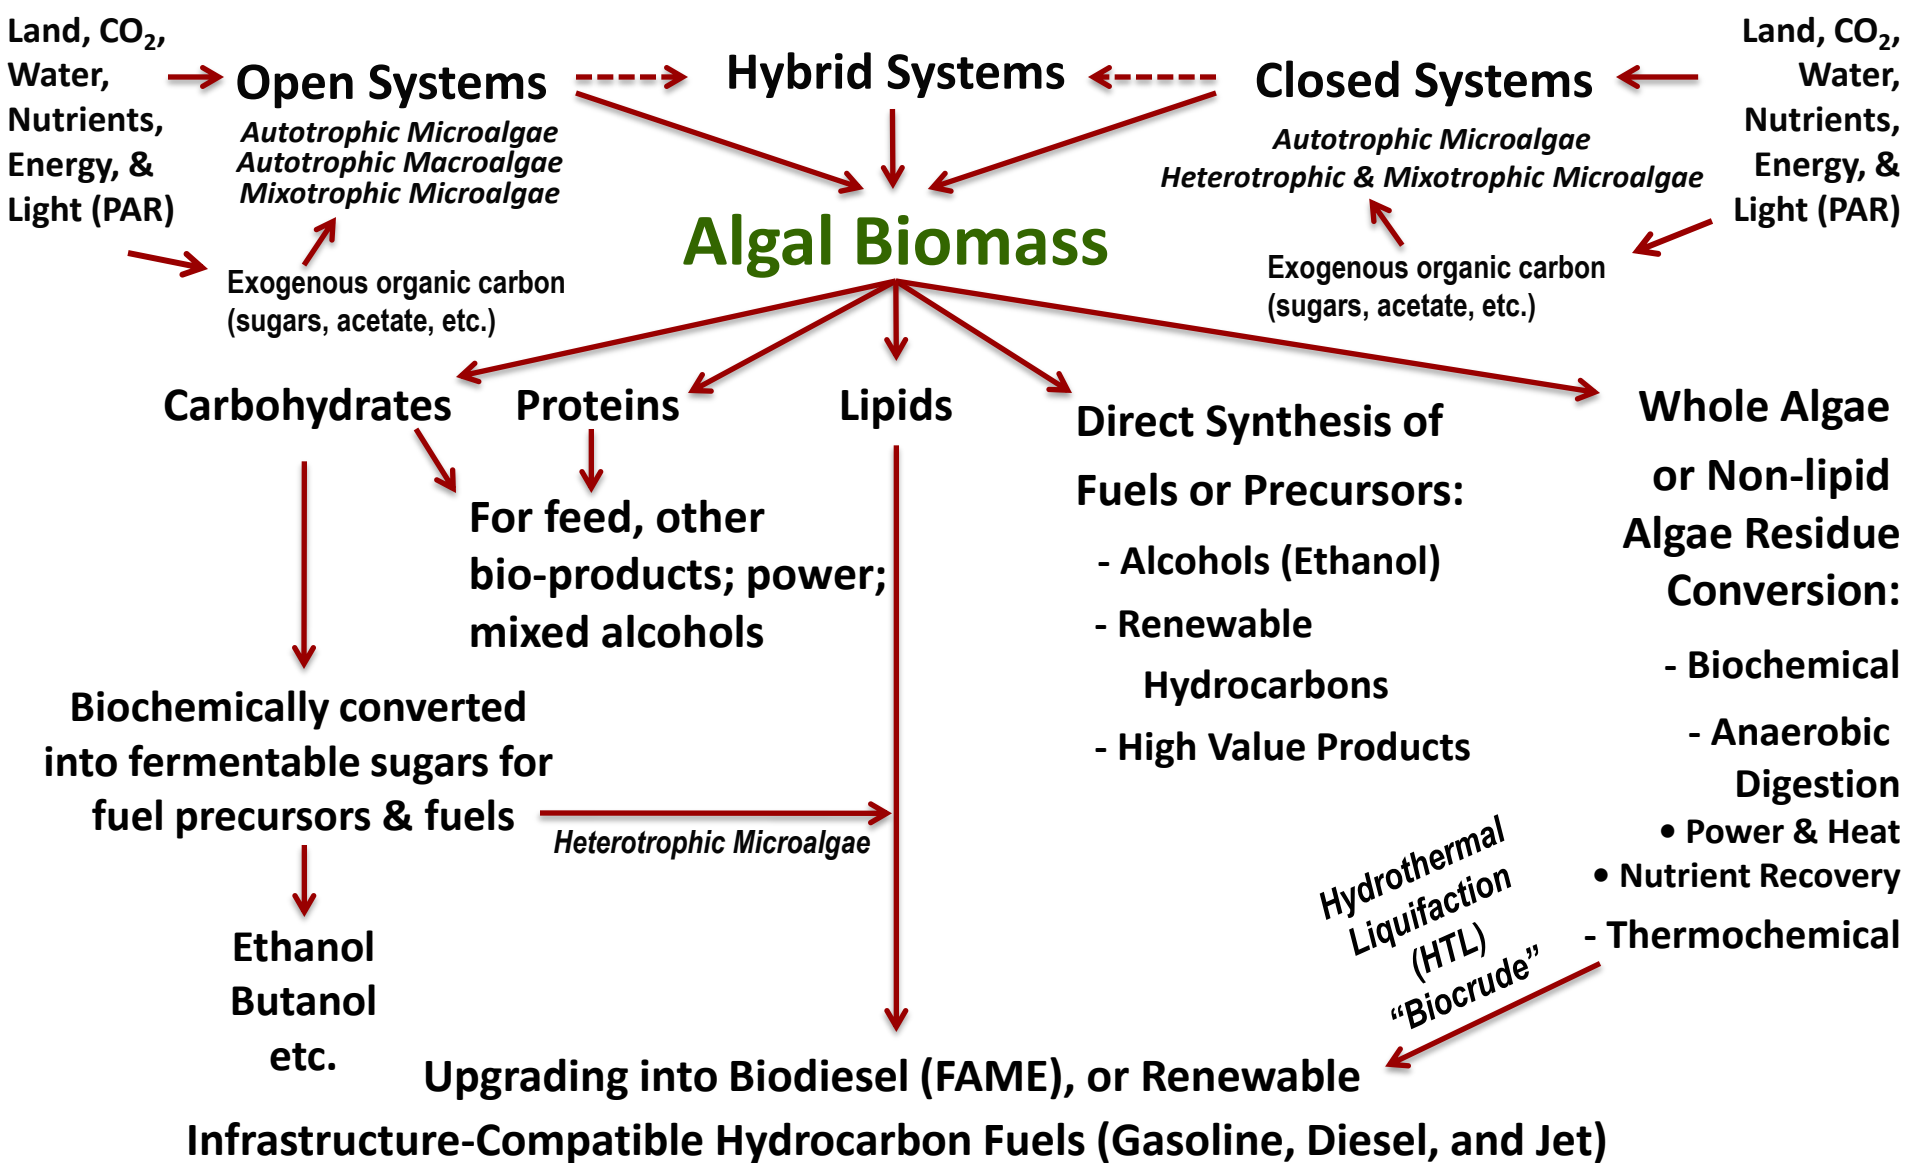 Land, CO₂,
Water,
Nutrients,
Energy, &
Light (PAR)
Open Systems
Autotrophic Microalgae
Autotrophic Macroalgae
Mixotrophic Microalgae
Exogenous organic carbon
(sugars, acetate, etc.)
Hybrid Systems
Closed Systems
Autotrophic Microalgae
Heterotrophic & Mixotrophic Microalgae
Exogenous organic carbon
(sugars, acetate, etc.)
Land, CO₂,
Water,
Nutrients,
Energy, &
Light (PAR)
Algal Biomass
Carbohydrates
Proteins
Lipids
For feed, other
bio-products; power;
mixed alcohols
Biochemically converted
into fermentable sugars for
fuel precursors & fuels
Heterotrophic Microalgae
Ethanol
Butanol
etc.
Direct Synthesis of
Fuels or Precursors:
- Alcohols (Ethanol)
- Renewable
Hydrocarbons
- High Value Products
Whole Algae
or Non-lipid
Algae Residue
Conversion:
- Biochemical
- Anaerobic
Digestion
• Power & Heat
• Nutrient Recovery
- Thermochemical
Hydrothermal
Liquifaction
(HTL)
“Biocrude”
Upgrading into Biodiesel (FAME), or Renewable
Infrastructure-Compatible Hydrocarbon Fuels (Gasoline, Diesel, and Jet)